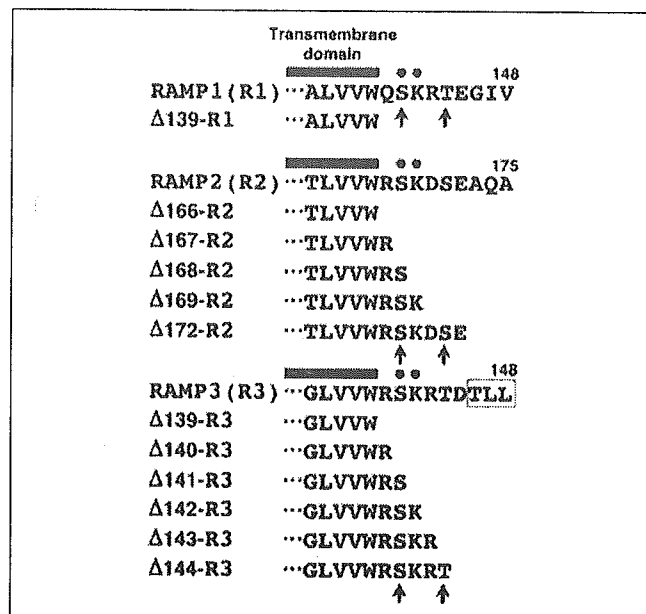 Transmembrane
domain
148
RAMP1(R1) ···ALVVWQSKRTEGIV
Δ139-R1 ···ALVVW
175
RAMP2(R2) ···TLVVWRSKDSEAQA
Δ166-R2 ···TLVVW
Δ167-R2 ···TLVVWR
Δ168-R2 ···TLVVWRS
Δ169-R2 ···TLVVWRSK
Δ172-R2 ···TLVVWRSKDSE
148
RAMP3(R3) ···GLVVWRSKRTDTLL
Δ139-R3 ···GLVVW
Δ140-R3 ···GLVVWR
Δ141-R3 ···GLVVWRS
Δ142-R3 ···GLVVWRSK
Δ143-R3 ···GLVVWRSKR
Δ144-R3 ···GLVVWRSKRT